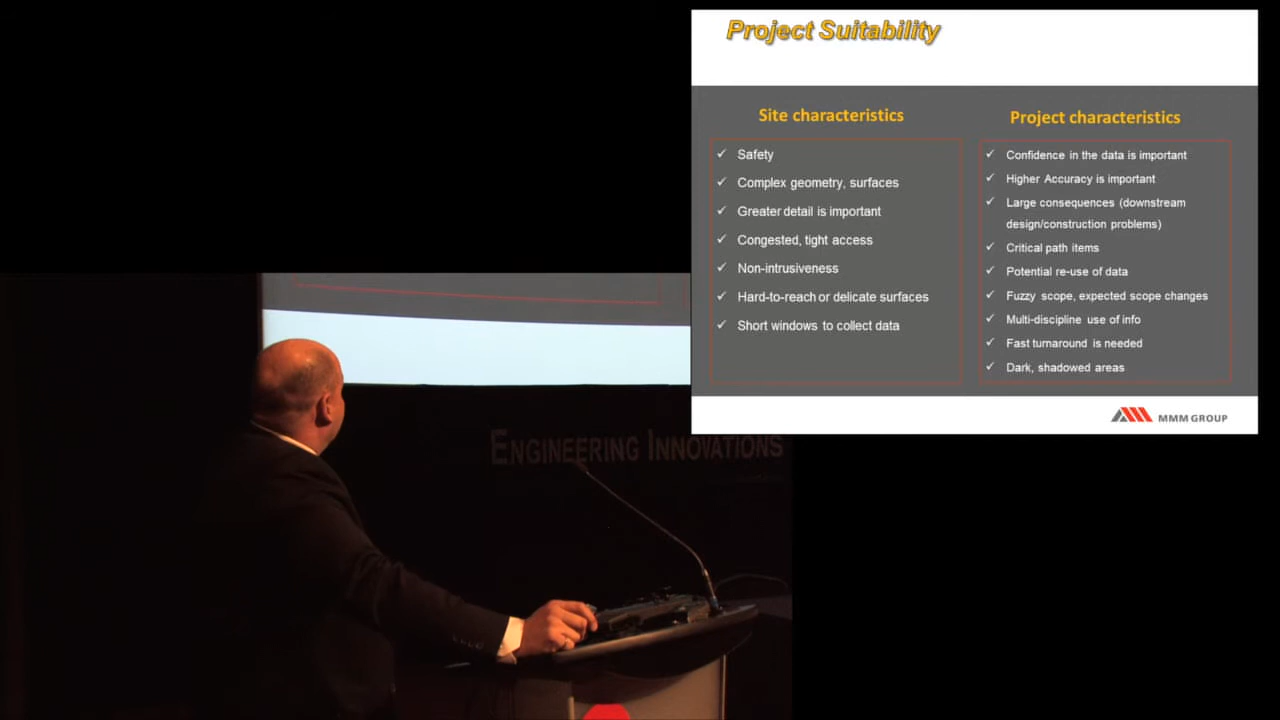 Project Suitability
Site characteristics
Safety
Complex geometry, surfaces
Greater detail is important
Congested, tight access
Non-intrusiveness
Hard-to-reach or delicate surfaces
Short windows to collect data
Project characteristics
Confidence in the data is important
Higher Accuracy is important
Large consequences (downstream
design/construction problems)
Critical path items
Potential re-use of data
Fuzzy scope, expected scope changes
Multi-discipline use of info
Fast turnaround is needed
Dark, shadowed areas
MMM GROUP
ENGINEERING INNOVATIONS